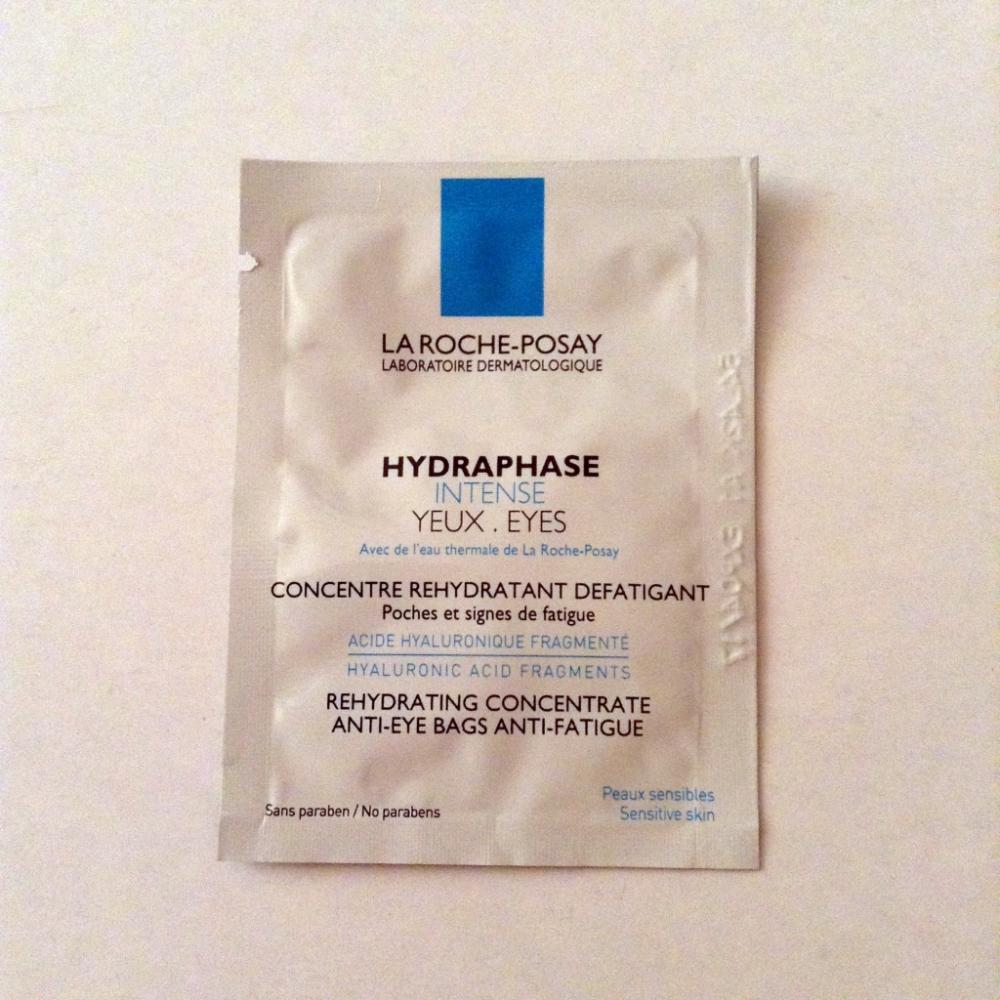 LA ROCHE-POSAY
LABORATOIRE DERMATOLOGIQUE
HYDRAPHASE
INTENSE
YEUX . EYES
Avec de l'eau thermale de La Roche-Posay
CONCENTRE REHYDRATANT DEFATIGANT
Poches et signes de fatigue
ACIDE HYALURONIQUE FRAGMENTÉ
HYALURONIC ACID FRAGMENTS
REHYDRATING CONCENTRATE
ANTI-EYE BAGS ANTI-FATIGUE
Sans paraben / No parabens
Peaux sensibles
Sensitive skin